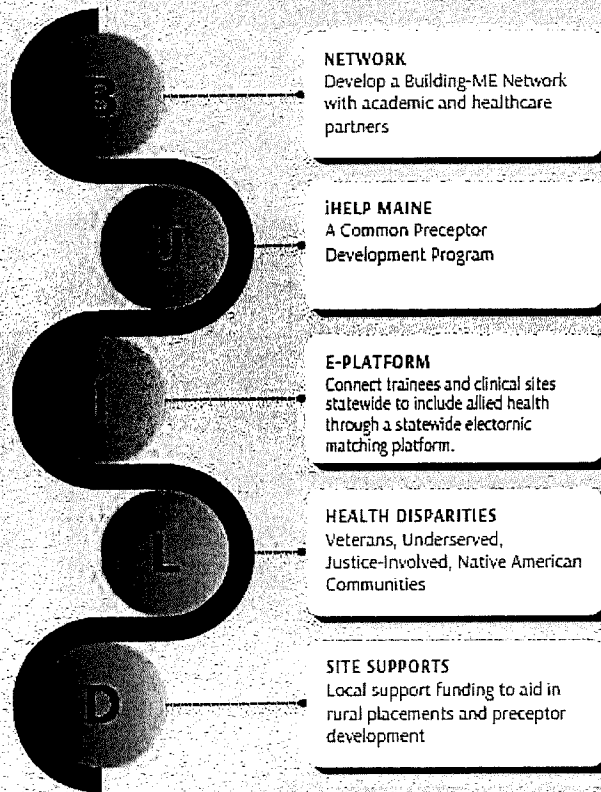 B
NETWORK
Develop a Building-ME Network
with academic and healthcare
partners
U
iHELP MAINE
A Common Preceptor
Development Program
I
E-PLATFORM
Connect trainees and clinical sites
statewide to include allied health
through a statewide electornic
matching platform.
L
HEALTH DISPARITIES
Veterans, Underserved,
Justice-Involved, Native American
Communities
D
SITE SUPPORTS
Local support funding to aid in
rural placements and preceptor
development